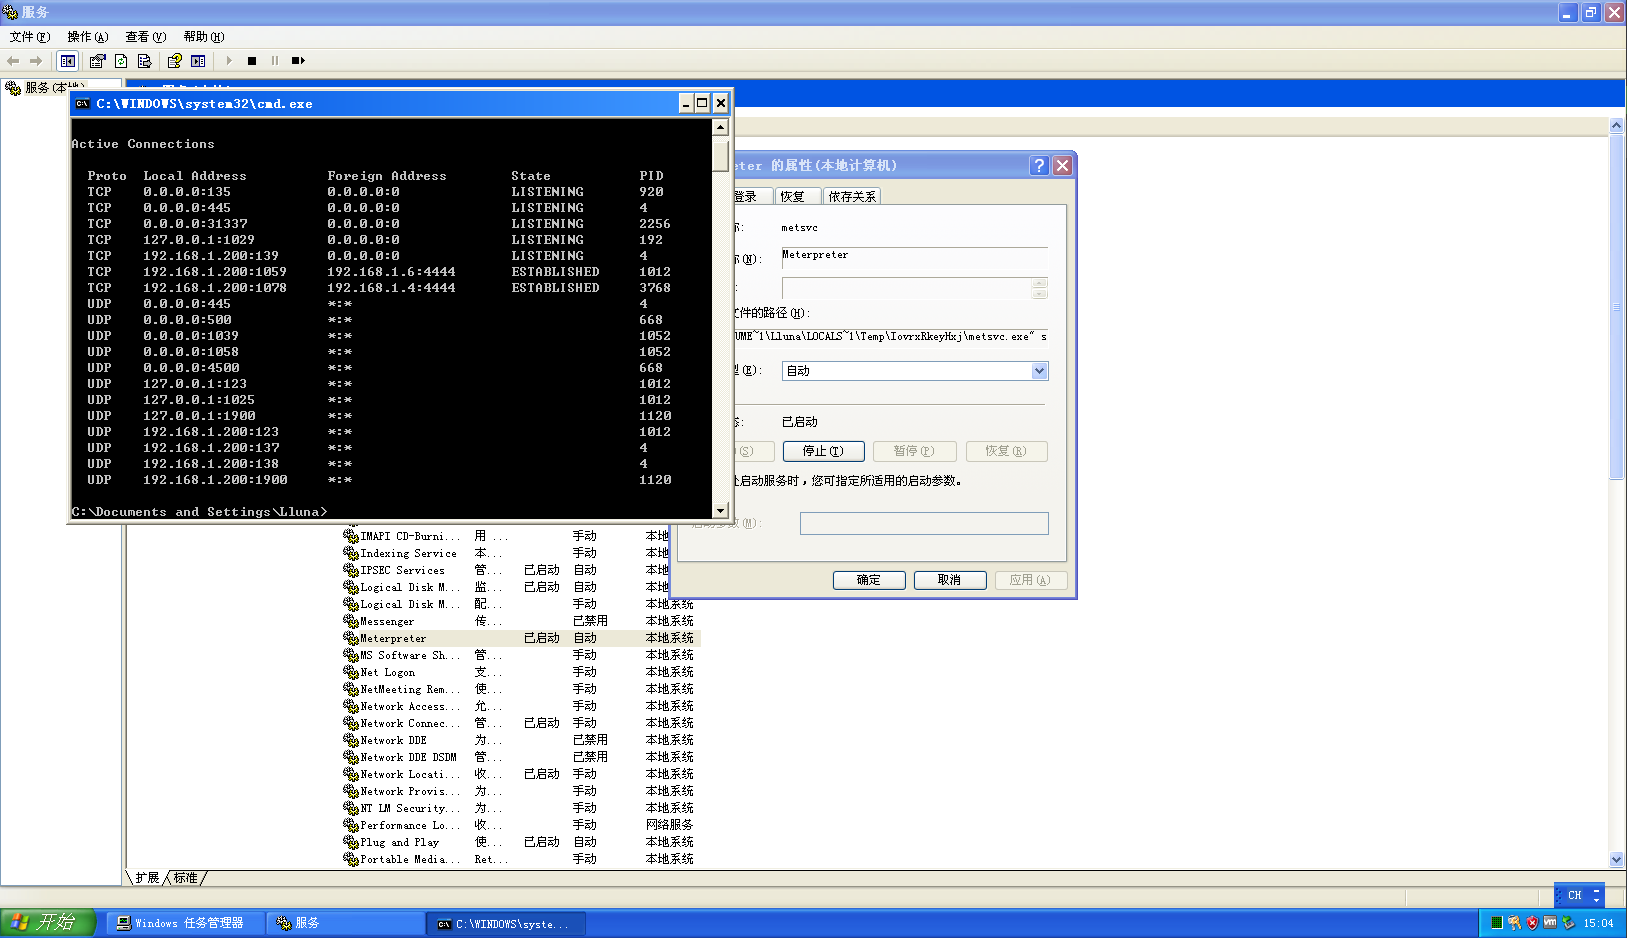 服务
文件(F) 操作(A) 查看(V) 帮助(H)
服务(本地)
C:\WINDOWS\system32\cmd.exe
Active Connections
Proto Local Address Foreign Address State PID
TCP 0.0.0.0:135 0.0.0.0:0 LISTENING 920
TCP 0.0.0.0:445 0.0.0.0:0 LISTENING 4
TCP 0.0.0.0:31337 0.0.0.0:0 LISTENING 2256
TCP 127.0.0.1:1029 0.0.0.0:0 LISTENING 192
TCP 192.168.1.200:139 0.0.0.0:0 LISTENING 4
TCP 192.168.1.200:1059 192.168.1.6:4444 ESTABLISHED 1012
TCP 192.168.1.200:1078 192.168.1.4:4444 ESTABLISHED 3768
UDP 0.0.0.0:445 *:* 4
UDP 0.0.0.0:500 *:* 668
UDP 0.0.0.0:1039 *:* 1052
UDP 0.0.0.0:1058 *:* 1052
UDP 0.0.0.0:4500 *:* 668
UDP 127.0.0.1:123 *:* 1012
UDP 127.0.0.1:1025 *:* 1012
UDP 127.0.0.1:1900 *:* 1120
UDP 192.168.1.200:123 *:* 1012
UDP 192.168.1.200:137 *:* 4
UDP 192.168.1.200:138 *:* 4
UDP 192.168.1.200:1900 *:* 1120
C:\Documents and Settings\Lluna>
eter 的属性(本地计算机)
登录 恢复 依存关系
metsvc
(N): Meterpreter
文件的路径(H):
UME~1\Lluna\LOCALS~1\Temp\IovrxRkeyHxj\metsvc.exe" s
型(E): 自动
态: 已启动
(S) 停止(T) 暂停(P) 恢复(R)
处启动服务时，您可指定所适用的启动参数。
启动参数(M):
确定 取消 应用(A)
IMAPI CD-Burni... 用 ... 手动 本地
Indexing Service 本... 手动 本地
IPSEC Services 管... 已启动 自动 本地
Logical Disk M... 监... 已启动 自动 本地
Logical Disk M... 配... 手动 本地系统
Messenger 传... 已禁用 本地系统
Meterpreter 已启动 自动 本地系统
MS Software Sh... 管... 手动 本地系统
Net Logon 支... 手动 本地系统
NetMeeting Rem... 使... 手动 本地系统
Network Access... 允... 手动 本地系统
Network Connec... 管... 已启动 手动 本地系统
Network DDE 为... 已禁用 本地系统
Network DDE DSDM 管... 已禁用 本地系统
Network Locati... 收... 已启动 手动 本地系统
Network Provis... 为... 手动 本地系统
NT LM Security... 为... 手动 本地系统
Performance Lo... 收... 手动 网络服务
Plug and Play 使... 已启动 自动 本地系统
Portable Media... Ret... 手动 本地系统
扩展 标准
CH
开始 Windows 任务管理器 服务 C:\WINDOWS\syste... 15:04